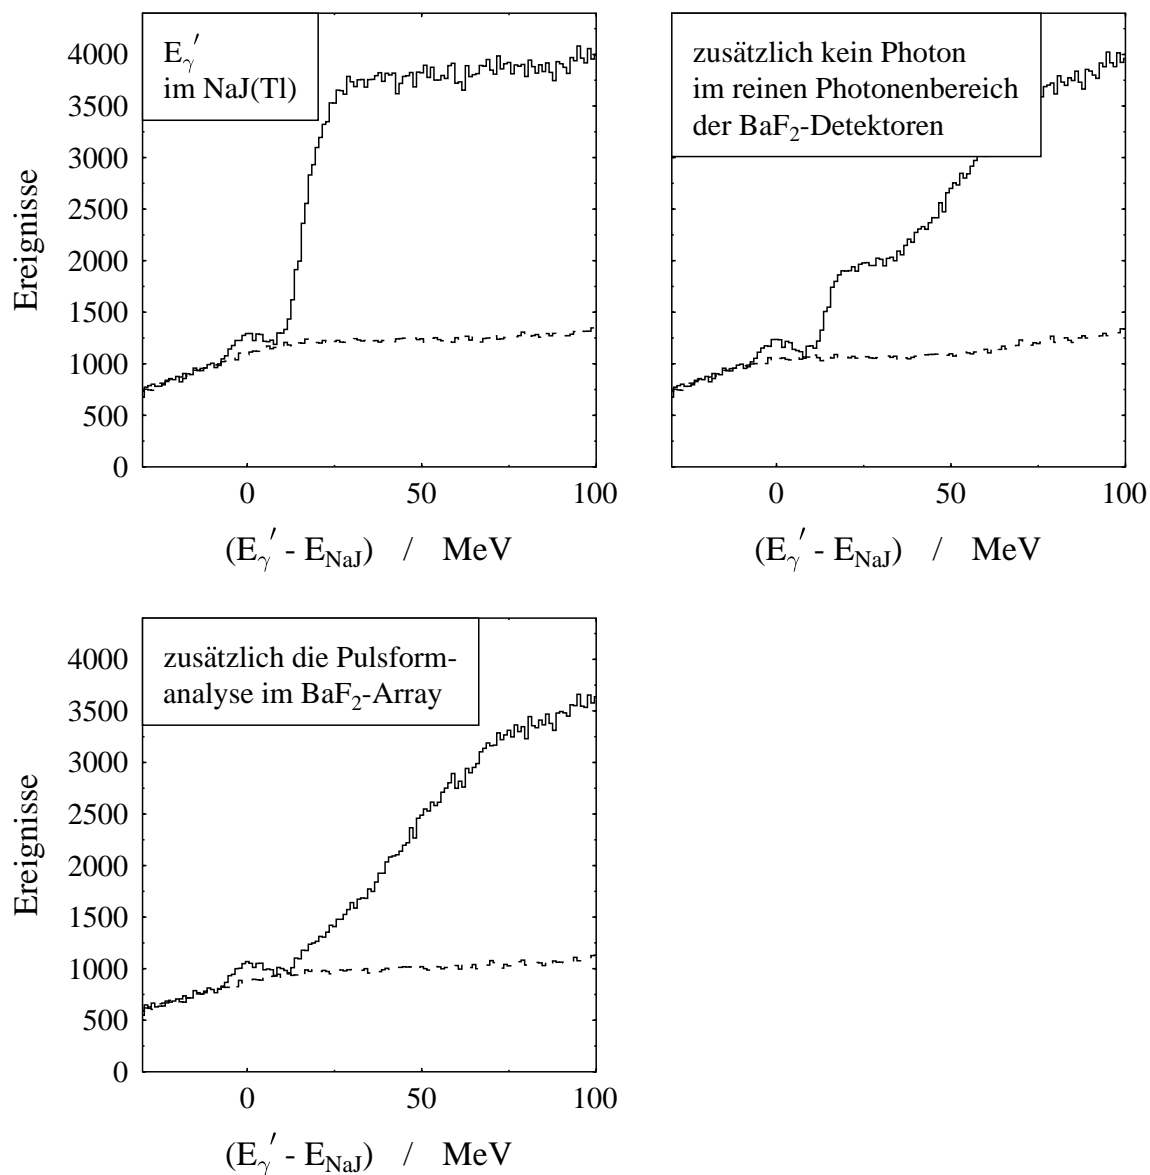 E_γ′
im NaJ(Tl)
4000
3500
3000
2500
2000
1500
1000
500
0
Ereignisse
0 50 100
(E_γ′ - E_NaJ) / MeV
zusätzlich kein Photon
im reinen Photonenbereich
der BaF₂-Detektoren
0 50 100
(E_γ′ - E_NaJ) / MeV
zusätzlich die Pulsform-
analyse im BaF₂-Array
4000
3500
3000
2500
2000
1500
1000
500
0
Ereignisse
0 50 100
(E_γ′ - E_NaJ) / MeV